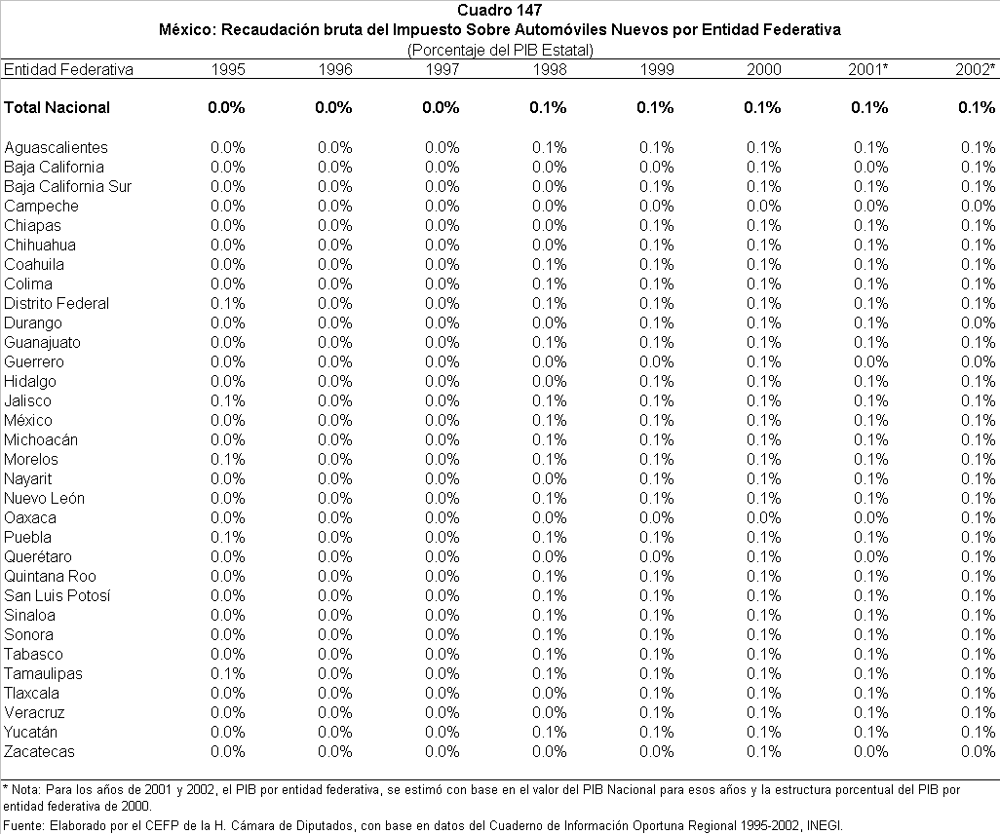 Cuadro 147
México: Recaudación bruta del Impuesto Sobre Automóviles Nuevos por Entidad Federativa
(Porcentaje del PIB Estatal)
Entidad Federativa 1995 1996 1997 1998 1999 2000 2001* 2002*
Total Nacional 0.0% 0.0% 0.0% 0.1% 0.1% 0.1% 0.1% 0.1%
Aguascalientes 0.0% 0.0% 0.0% 0.1% 0.1% 0.1% 0.1% 0.1%
Baja California 0.0% 0.0% 0.0% 0.0% 0.0% 0.1% 0.0% 0.1%
Baja California Sur 0.0% 0.0% 0.0% 0.0% 0.1% 0.1% 0.1% 0.1%
Campeche 0.0% 0.0% 0.0% 0.0% 0.0% 0.0% 0.0% 0.0%
Chiapas 0.0% 0.0% 0.0% 0.0% 0.1% 0.1% 0.1% 0.1%
Chihuahua 0.0% 0.0% 0.0% 0.0% 0.1% 0.1% 0.1% 0.1%
Coahuila 0.0% 0.0% 0.0% 0.1% 0.1% 0.1% 0.1% 0.1%
Colima 0.0% 0.0% 0.0% 0.1% 0.1% 0.1% 0.1% 0.1%
Distrito Federal 0.1% 0.0% 0.0% 0.1% 0.1% 0.1% 0.1% 0.1%
Durango 0.0% 0.0% 0.0% 0.0% 0.1% 0.1% 0.1% 0.0%
Guanajuato 0.0% 0.0% 0.0% 0.1% 0.1% 0.1% 0.1% 0.1%
Guerrero 0.0% 0.0% 0.0% 0.0% 0.0% 0.1% 0.0% 0.0%
Hidalgo 0.0% 0.0% 0.0% 0.0% 0.1% 0.1% 0.1% 0.1%
Jalisco 0.1% 0.0% 0.0% 0.1% 0.1% 0.1% 0.1% 0.1%
México 0.0% 0.0% 0.0% 0.1% 0.1% 0.1% 0.1% 0.1%
Michoacán 0.0% 0.0% 0.0% 0.1% 0.1% 0.1% 0.1% 0.1%
Morelos 0.1% 0.0% 0.0% 0.1% 0.1% 0.1% 0.1% 0.1%
Nayarit 0.0% 0.0% 0.0% 0.0% 0.1% 0.1% 0.1% 0.1%
Nuevo León 0.0% 0.0% 0.0% 0.1% 0.1% 0.1% 0.1% 0.1%
Oaxaca 0.0% 0.0% 0.0% 0.0% 0.0% 0.0% 0.0% 0.1%
Puebla 0.1% 0.0% 0.0% 0.1% 0.1% 0.1% 0.1% 0.1%
Querétaro 0.0% 0.0% 0.0% 0.0% 0.0% 0.1% 0.0% 0.1%
Quintana Roo 0.0% 0.0% 0.0% 0.1% 0.1% 0.1% 0.1% 0.1%
San Luis Potosí 0.0% 0.0% 0.0% 0.1% 0.1% 0.1% 0.1% 0.1%
Sinaloa 0.0% 0.0% 0.0% 0.1% 0.1% 0.1% 0.1% 0.1%
Sonora 0.0% 0.0% 0.0% 0.1% 0.1% 0.1% 0.1% 0.1%
Tabasco 0.0% 0.0% 0.0% 0.1% 0.1% 0.1% 0.1% 0.1%
Tamaulipas 0.1% 0.0% 0.0% 0.1% 0.1% 0.1% 0.1% 0.1%
Tlaxcala 0.0% 0.0% 0.0% 0.0% 0.1% 0.1% 0.1% 0.1%
Veracruz 0.0% 0.0% 0.0% 0.0% 0.1% 0.1% 0.1% 0.1%
Yucatán 0.0% 0.0% 0.0% 0.1% 0.1% 0.1% 0.1% 0.1%
Zacatecas 0.0% 0.0% 0.0% 0.0% 0.0% 0.1% 0.0% 0.0%
* Nota: Para los años de 2001 y 2002, el PIB por entidad federativa, se estimó con base en el valor del PIB Nacional para esos años y la estructura porcentual del PIB por
entidad federativa de 2000.
Fuente: Elaborado por el CEFP de la H. Cámara de Diputados, con base en datos del Cuaderno de Información Oportuna Regional 1995-2002, INEGI.